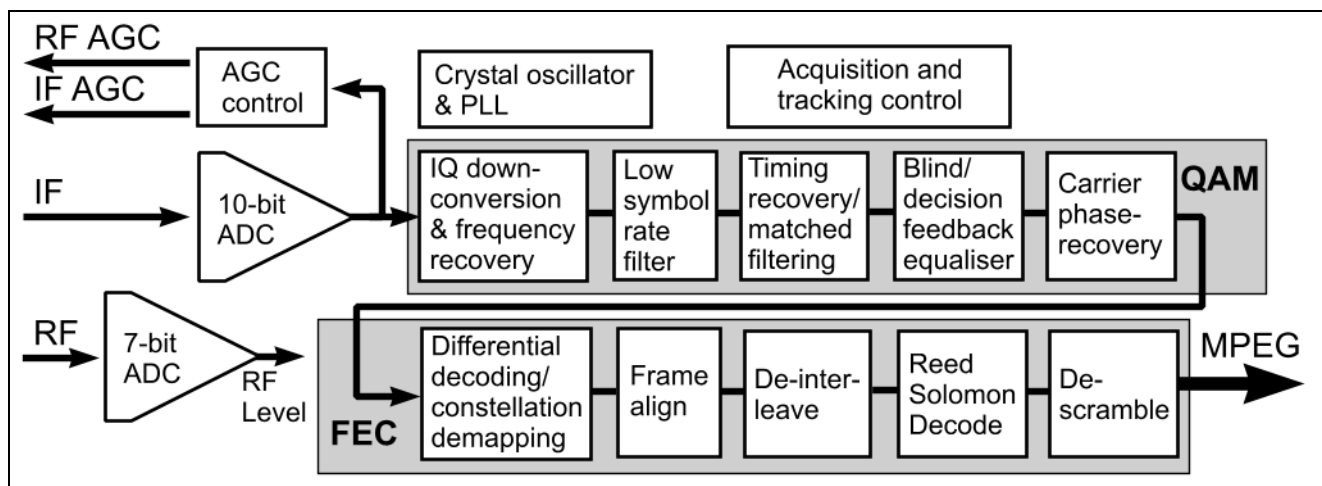 RF AGC
IF AGC
AGC
control
Crystal oscillator
& PLL
Acquisition and
tracking control
IF
10-bit
ADC
IQ down-
conversion
& frequency
recovery
Low
symbol
rate
filter
Timing
recovery/
matched
filtering
Blind/
decision
feedback
equaliser
Carrier
phase-
recovery
QAM
RF
7-bit
ADC
RF
Level
FEC
Differential
decoding/
constellation
demapping
Frame
align
De-inter-
leave
Reed
Solomon
Decode
De-
scramble
MPEG